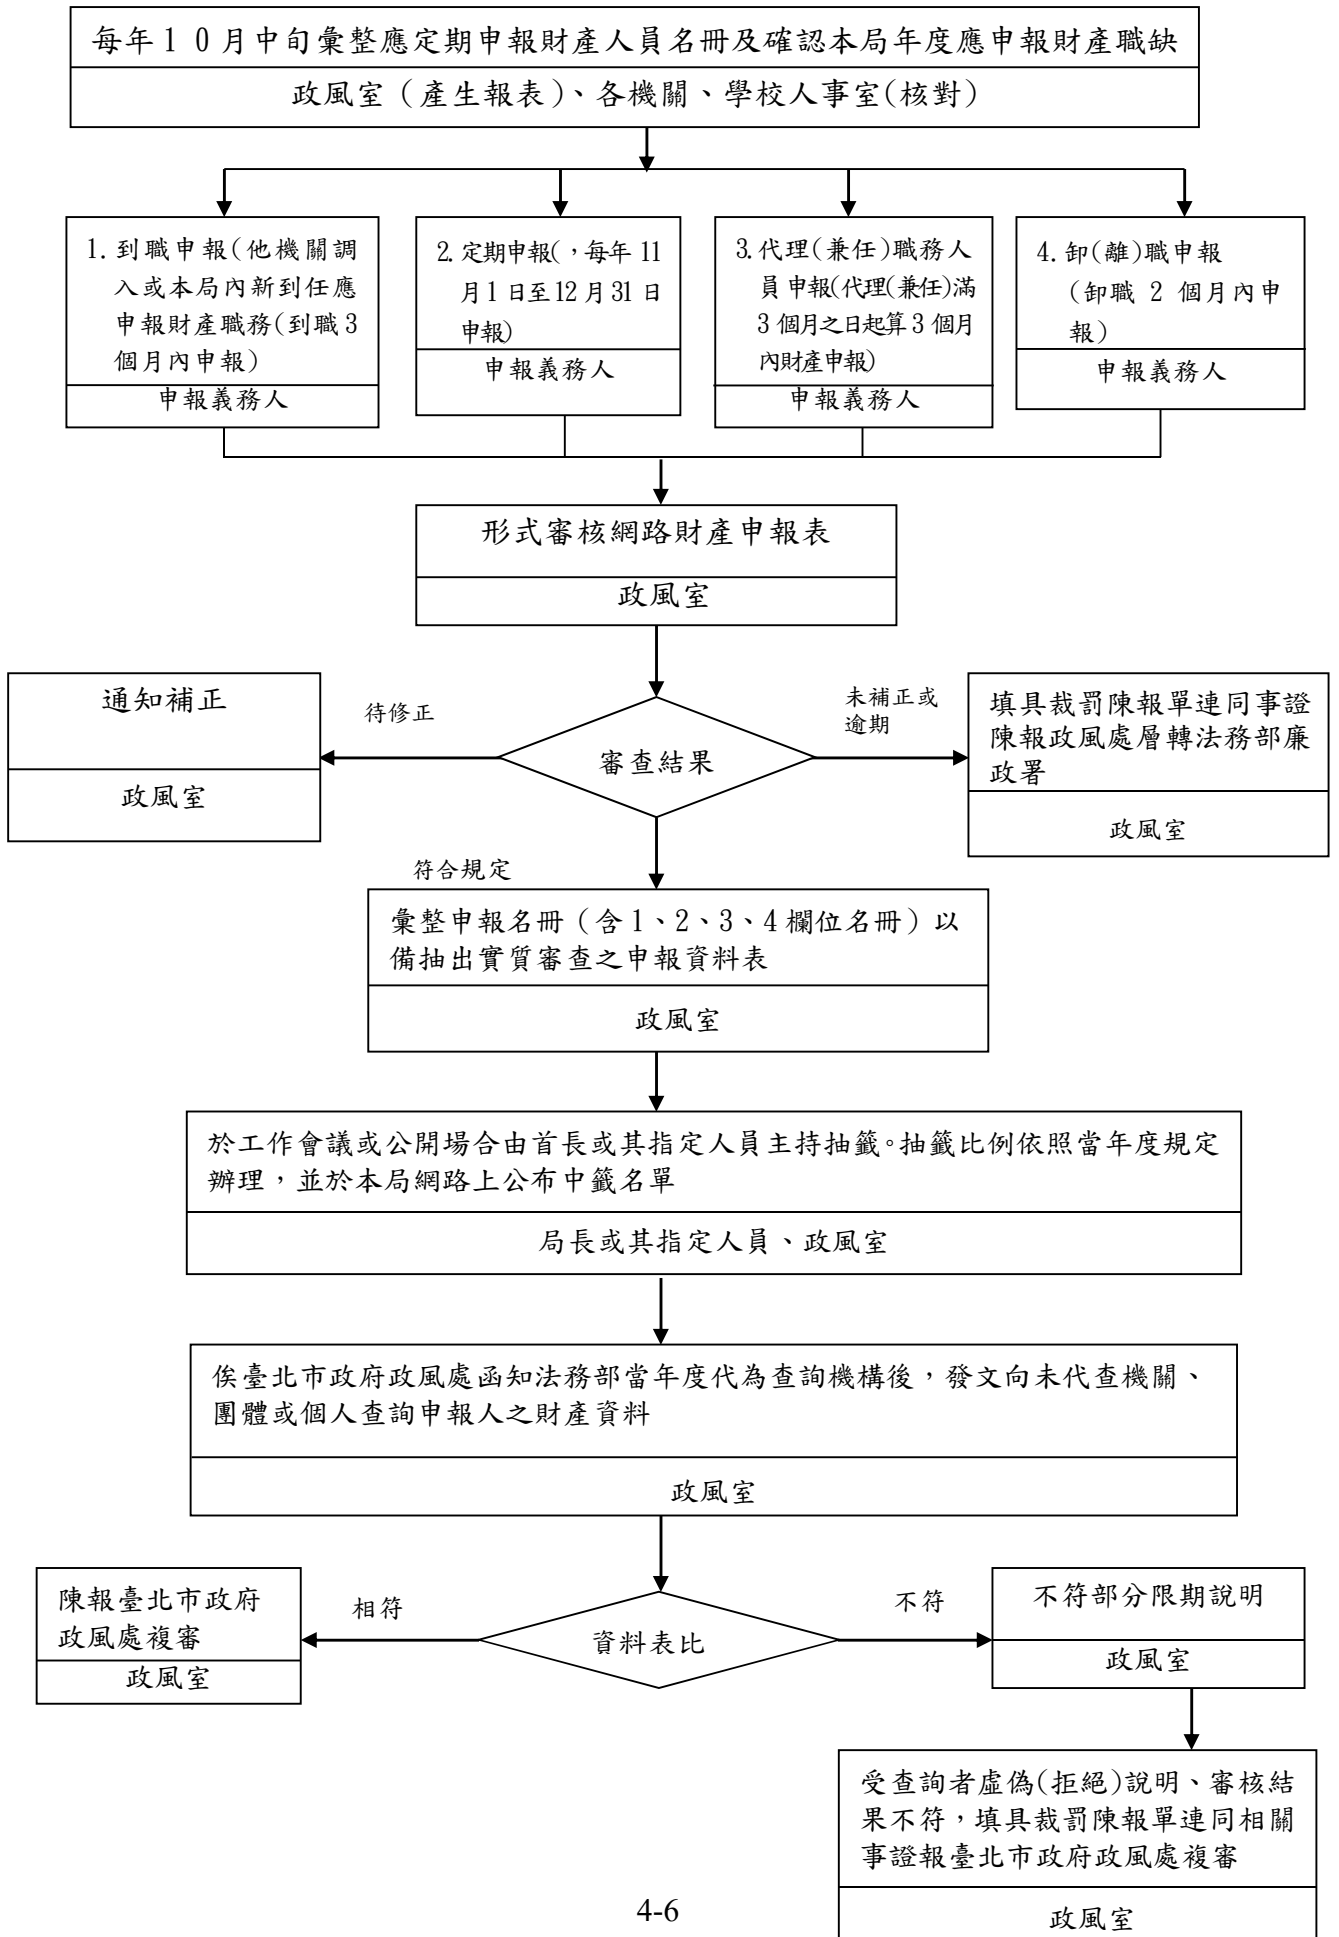 每年10月中旬彙整應定期申報財產人員名冊及確認本局年度應申報財產職缺
政風室（產生報表）、各機關、學校人事室(核對)
1. 到職申報(他機關調
入或本局內新到任應
申報財產職務(到職3
個月內申報)
申報義務人
2. 定期申報(，每年 11
月1日至12月31日
申報)
申報義務人
3. 代理(兼任)職務人
員申報(代理(兼任)滿
3個月之日起算3個月
內財產申報)
申報義務人
4. 卸(離)職申報
(卸職 2 個月內申
報)
申報義務人
形式審核網路財產申報表
政風室
通知補正
政風室
待修正
審查結果
未補正或
逾期
填具裁罰陳報單連同事證
陳報政風處層轉法務部廉
政署
政風室
符合規定
彙整申報名冊（含1、2、3、4欄位名冊）以
備抽出實質審查之申報資料表
政風室
於工作會議或公開場合由首長或其指定人員主持抽籤。抽籤比例依照當年度規定
辦理，並於本局網路上公布中籤名單
局長或其指定人員、政風室
俟臺北市政府政風處函知法務部當年度代為查詢機構後，發文向未代查機關、
團體或個人查詢申報人之財產資料
政風室
陳報臺北市政府
政風處複審
政風室
相符
資料表比
不符
不符部分限期說明
政風室
受查詢者虛偽(拒絕)說明、審核結
果不符，填具裁罰陳報單連同相關
事證報臺北市政府政風處複審
政風室
4-6